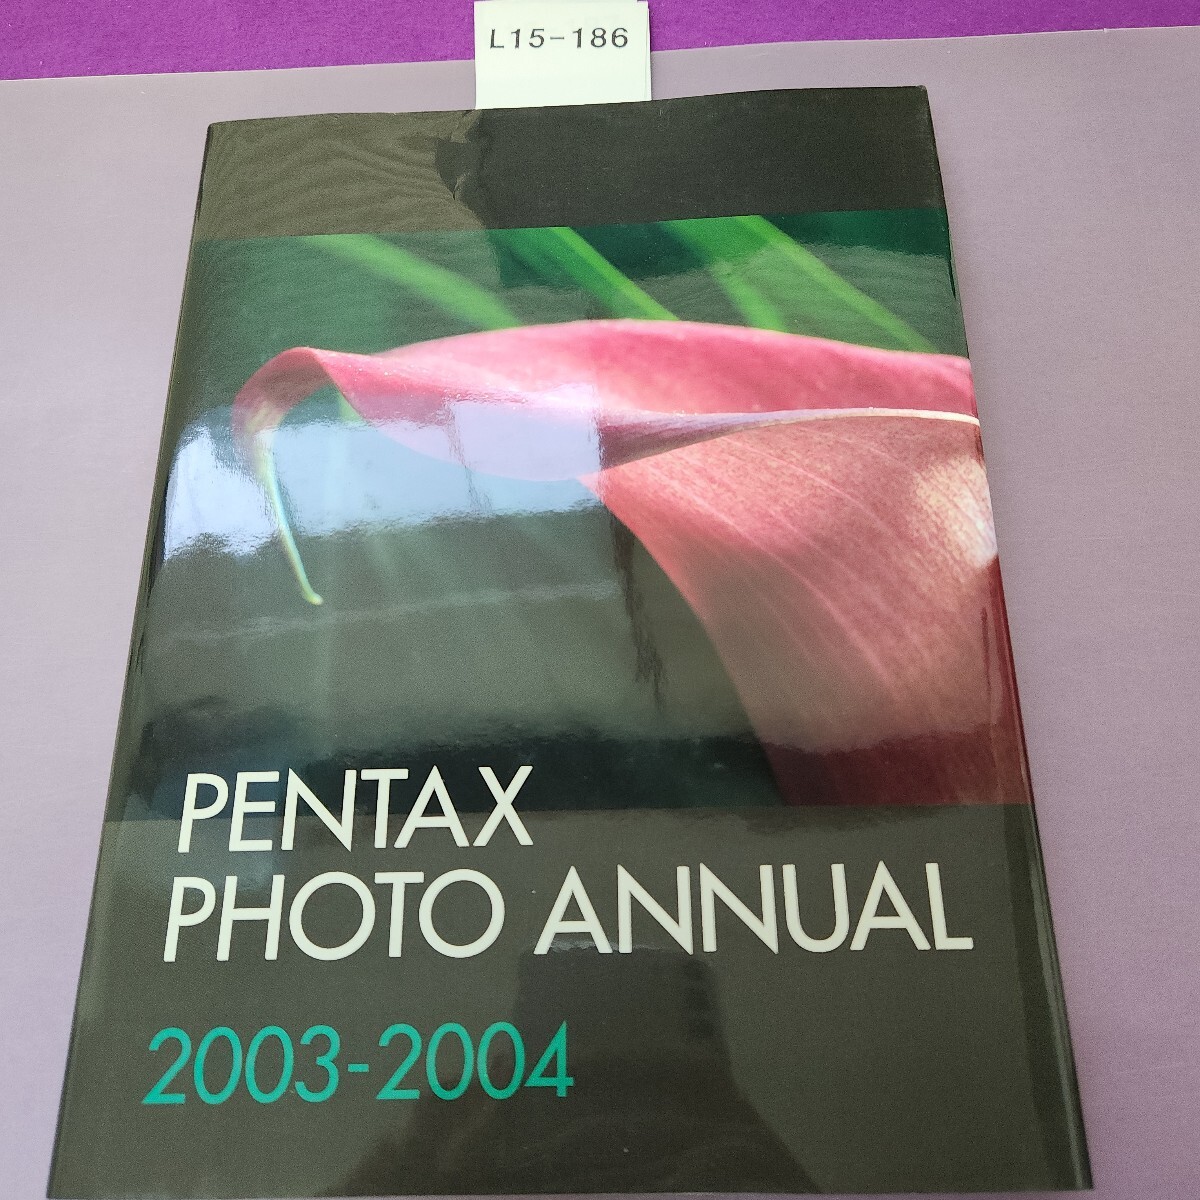 L15-186
PENTAX
PHOTO ANNUAL
2003-2004